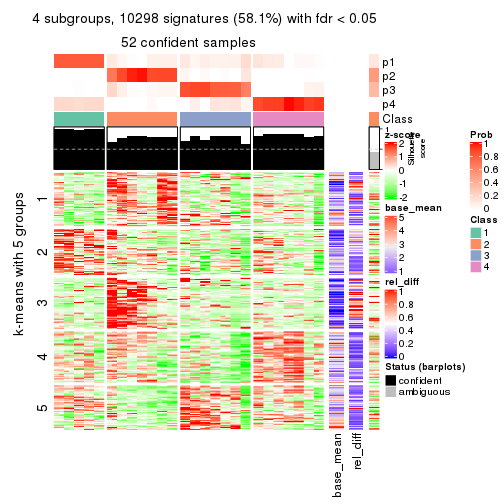 4 subgroups, 10298 signatures (58.1%) with fdr < 0.05
52 confident samples
p1
p2
p3
p4
Class
1
Silhouette
score
z-score
2
1
0
-1
-2
base_mean
5
4
3
2
1
rel_diff
1
0.8
0.6
0.4
0.2
0
Status (barplots)
confident
ambiguous
Prob
1
0.8
0.6
0.4
0.2
0
Class
1
2
3
4
k-means with 5 groups
1
2
3
4
5
base_mean
rel_diff